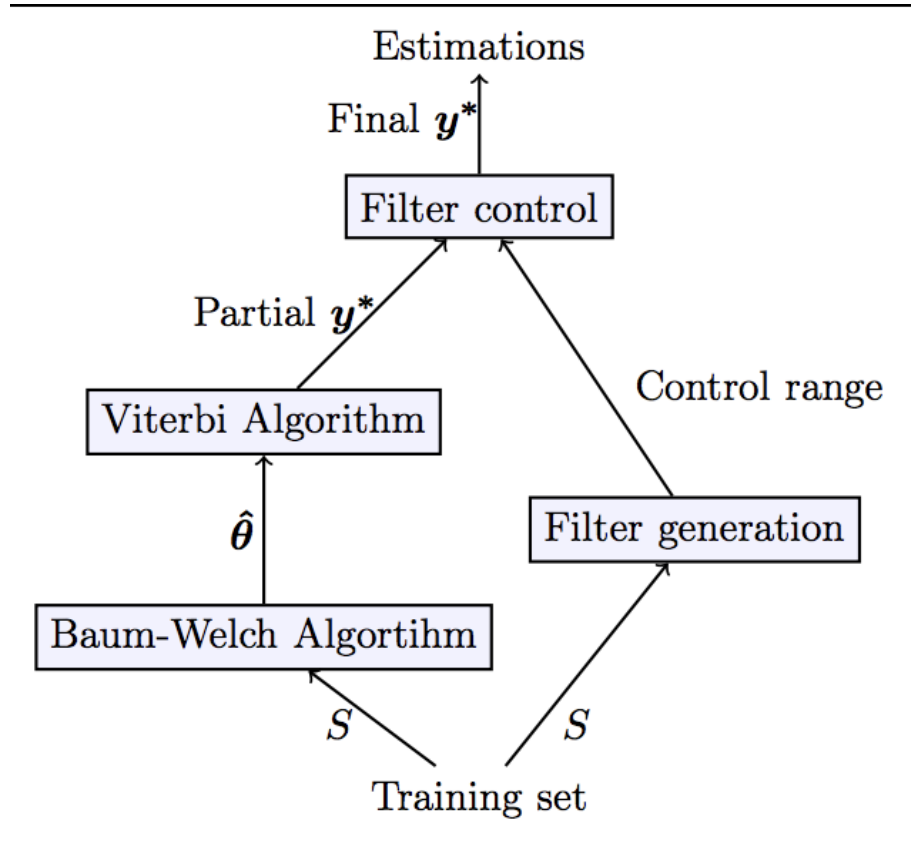 Estimations
Final y*
Filter control
Partial y*
Control range
Viterbi Algorithm
Filter generation
θ̂
Baum-Welch Algortihm
S
S
Training set